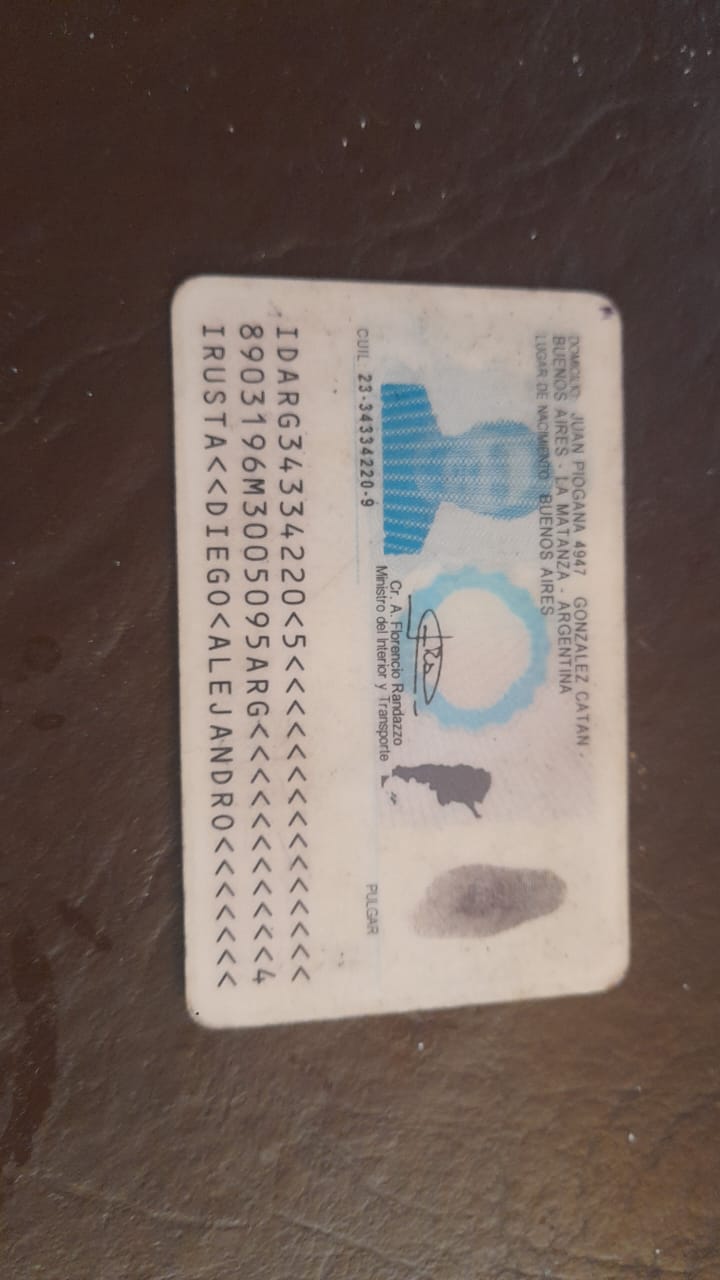 DOMICILIO: JUAN PIOGANA 4947 GONZALEZ CATAN -
BUENOS AIRES - LA MATANZA - ARGENTINA
LUGAR DE NACIMIENTO: BUENOS AIRES
Cr. A. Florencio Randazzo
Ministro del Interior y Transporte
CUIL 23-34334220-9
PULGAR
IDARG34334220<5<<<<<<<<<<<<<<<
8903196M3005095ARG<<<<<<<<<<<4
IRUSTA<<DIEGO<ALEJANDRO<<<<<<<